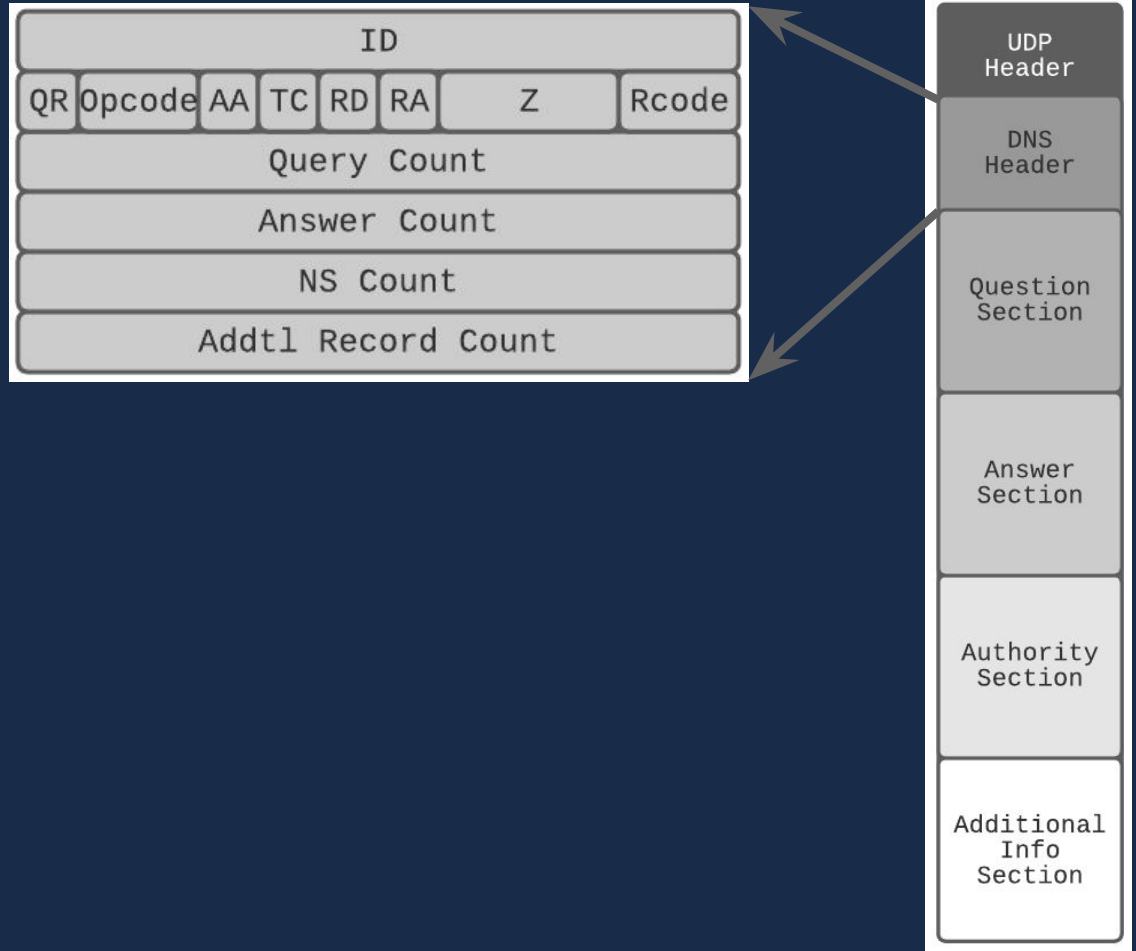 ID
QR Opcode AA TC RD RA Z Rcode
Query Count
Answer Count
NS Count
Addtl Record Count
UDP
Header
DNS
Header
Question
Section
Answer
Section
Authority
Section
Additional
Info
Section